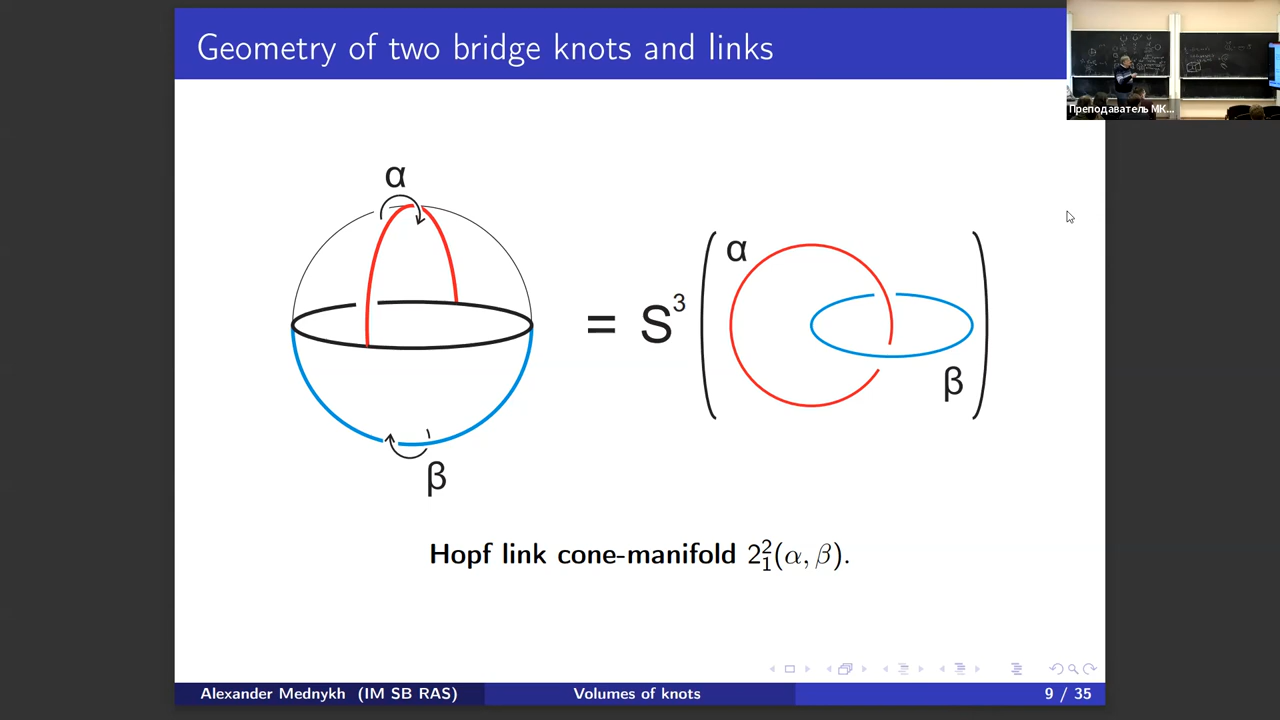 Geometry of two bridge knots and links
Преподаватель МК...
α
β
= S³
α
β
Hopf link cone-manifold 2²₁(α, β).
Alexander Mednykh (IM SB RAS)
Volumes of knots
9 / 35